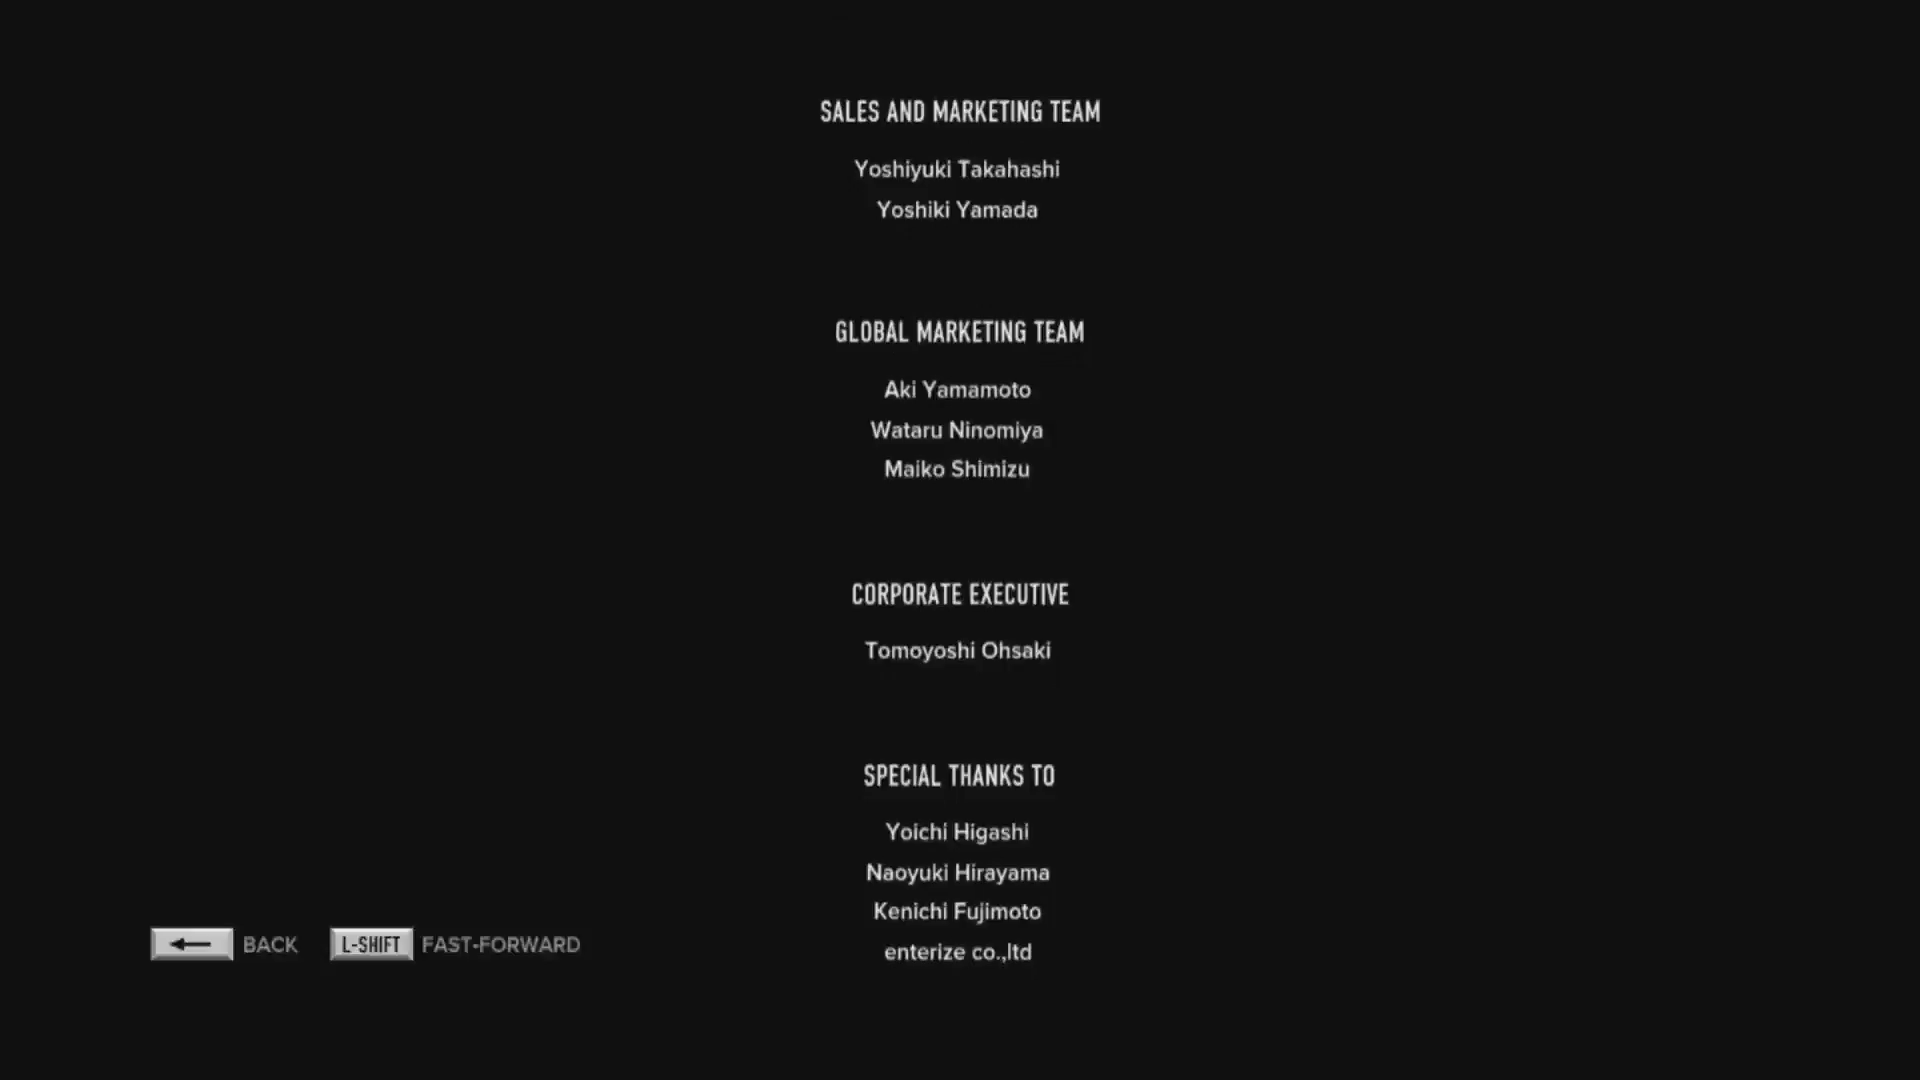 SALES AND MARKETING TEAM
Yoshiyuki Takahashi
Yoshiki Yamada
GLOBAL MARKETING TEAM
Aki Yamamoto
Wataru Ninomiya
Maiko Shimizu
CORPORATE EXECUTIVE
Tomoyoshi Ohsaki
SPECIAL THANKS TO
Yoichi Higashi
Naoyuki Hirayama
Kenichi Fujimoto
enterize co.,ltd
BACK L-SHIFT FAST-FORWARD